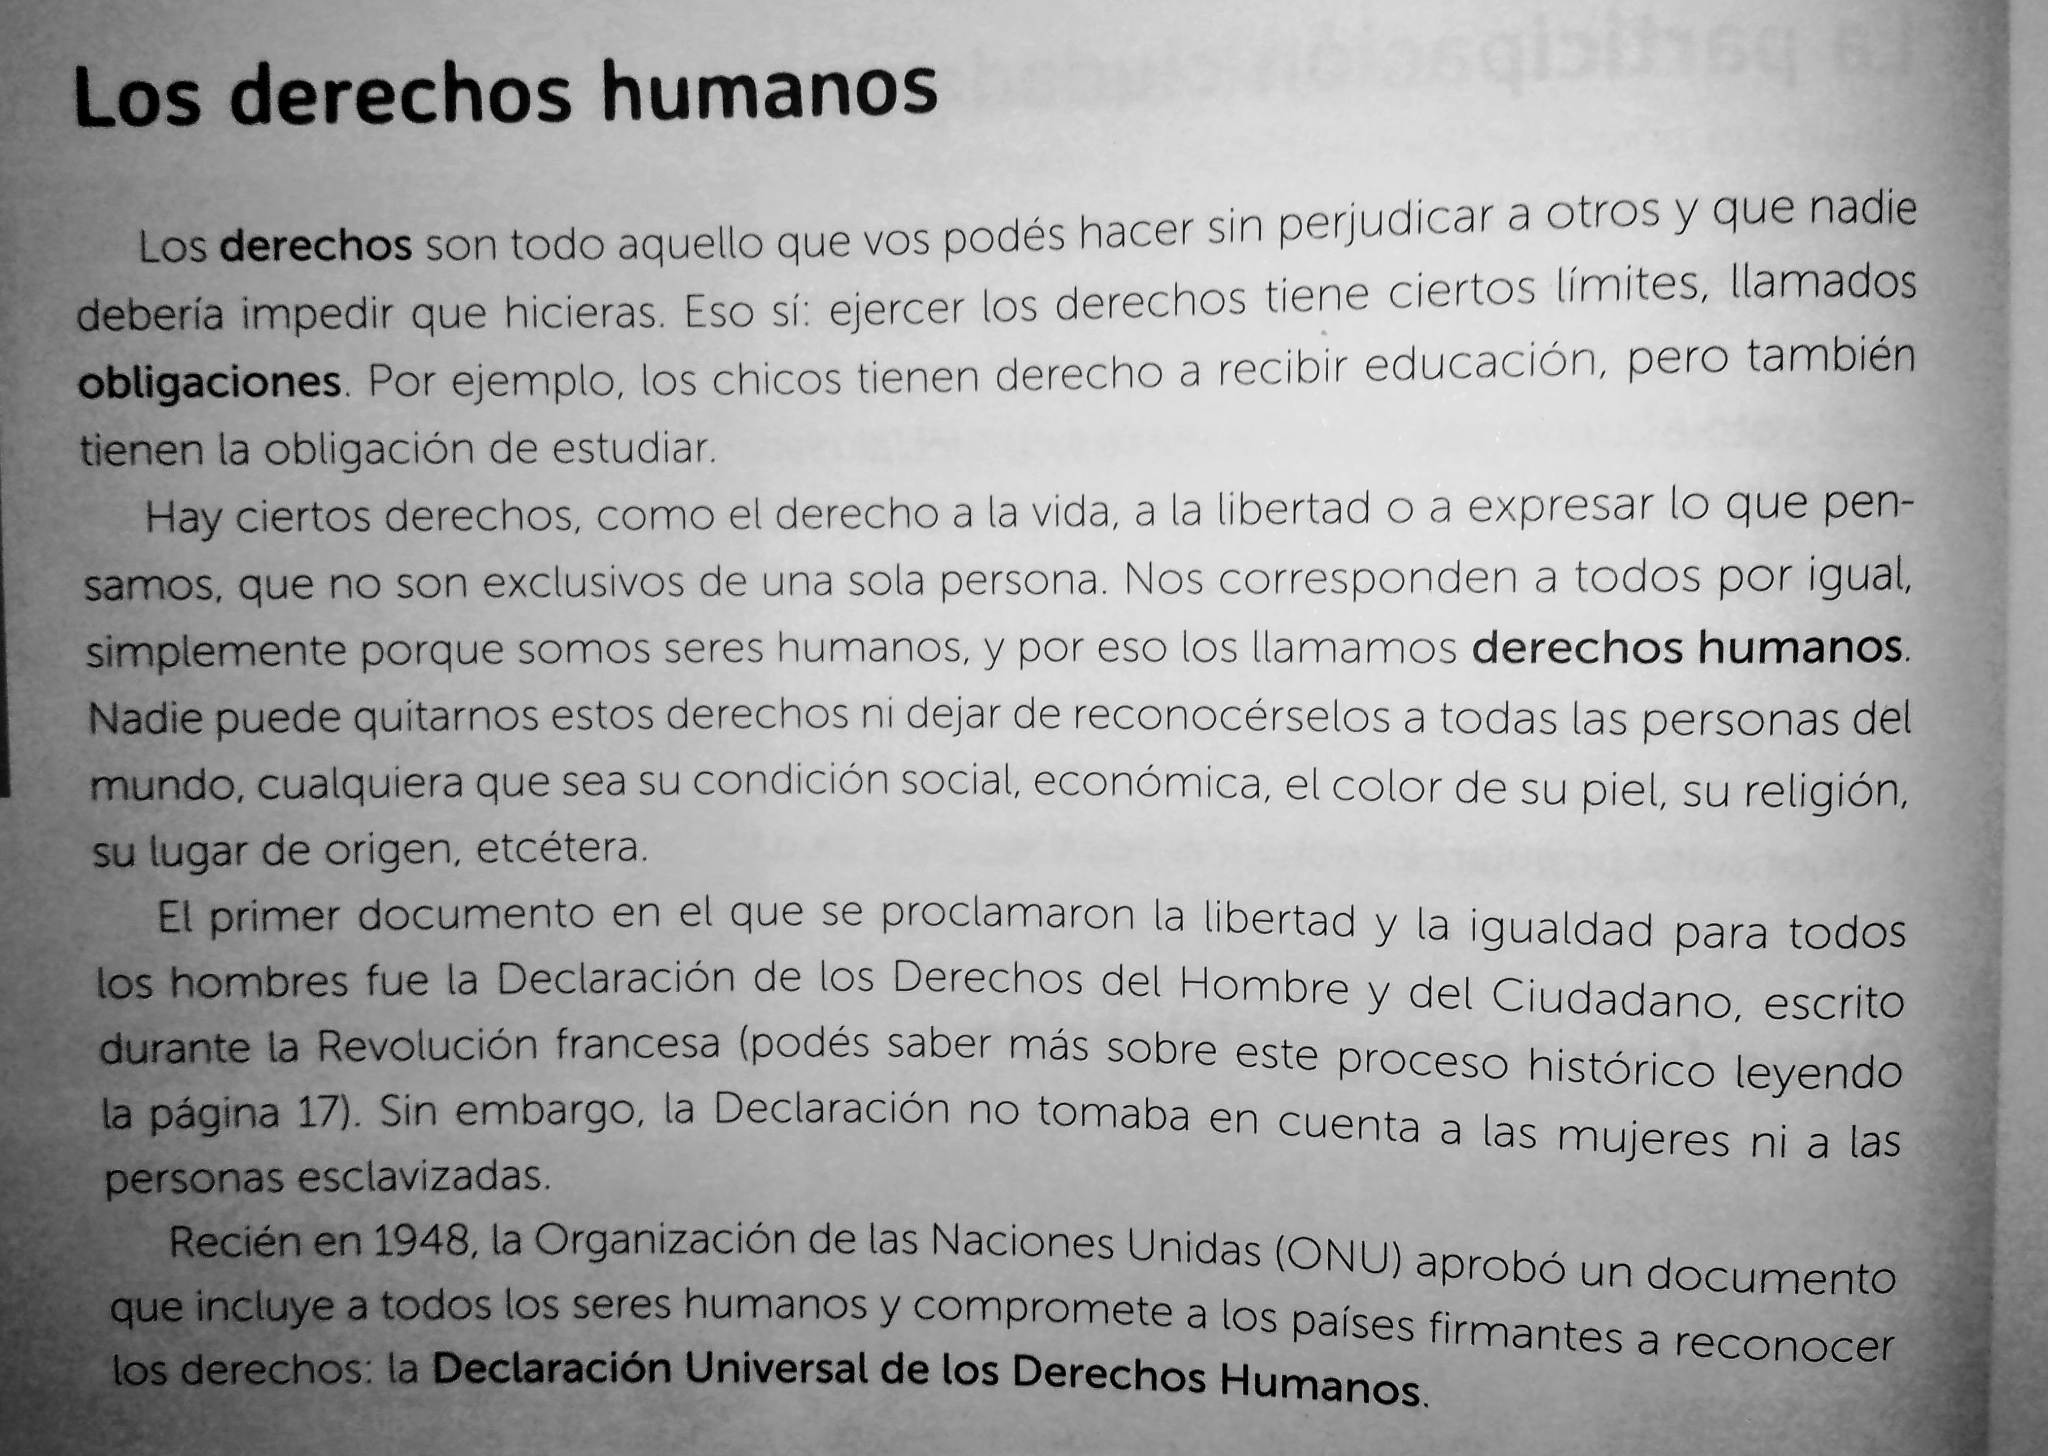 Los derechos humanos
Los derechos son todo aquello que vos podés hacer sin perjudicar a otros y que nadie
debería impedir que hicieras. Eso sí: ejercer los derechos tiene ciertos límites, llamados
obligaciones. Por ejemplo, los chicos tienen derecho a recibir educación, pero también
tienen la obligación de estudiar.
Hay ciertos derechos, como el derecho a la vida, a la libertad o a expresar lo que pen-
samos, que no son exclusivos de una sola persona. Nos corresponden a todos por igual,
simplemente porque somos seres humanos, y por eso los llamamos derechos humanos.
Nadie puede quitarnos estos derechos ni dejar de reconocérselos a todas las personas del
mundo, cualquiera que sea su condición social, económica, el color de su piel, su religión,
su lugar de origen, etcétera.
El primer documento en el que se proclamaron la libertad y la igualdad para todos
los hombres fue la Declaración de los Derechos del Hombre y del Ciudadano, escrito
durante la Revolución francesa (podés saber más sobre este proceso histórico leyendo
la página 17). Sin embargo, la Declaración no tomaba en cuenta a las mujeres ni a las
personas esclavizadas.
Recién en 1948, la Organización de las Naciones Unidas (ONU) aprobó un documento
que incluye a todos los seres humanos y compromete a los países firmantes a reconocer
los derechos: la Declaración Universal de los Derechos Humanos.